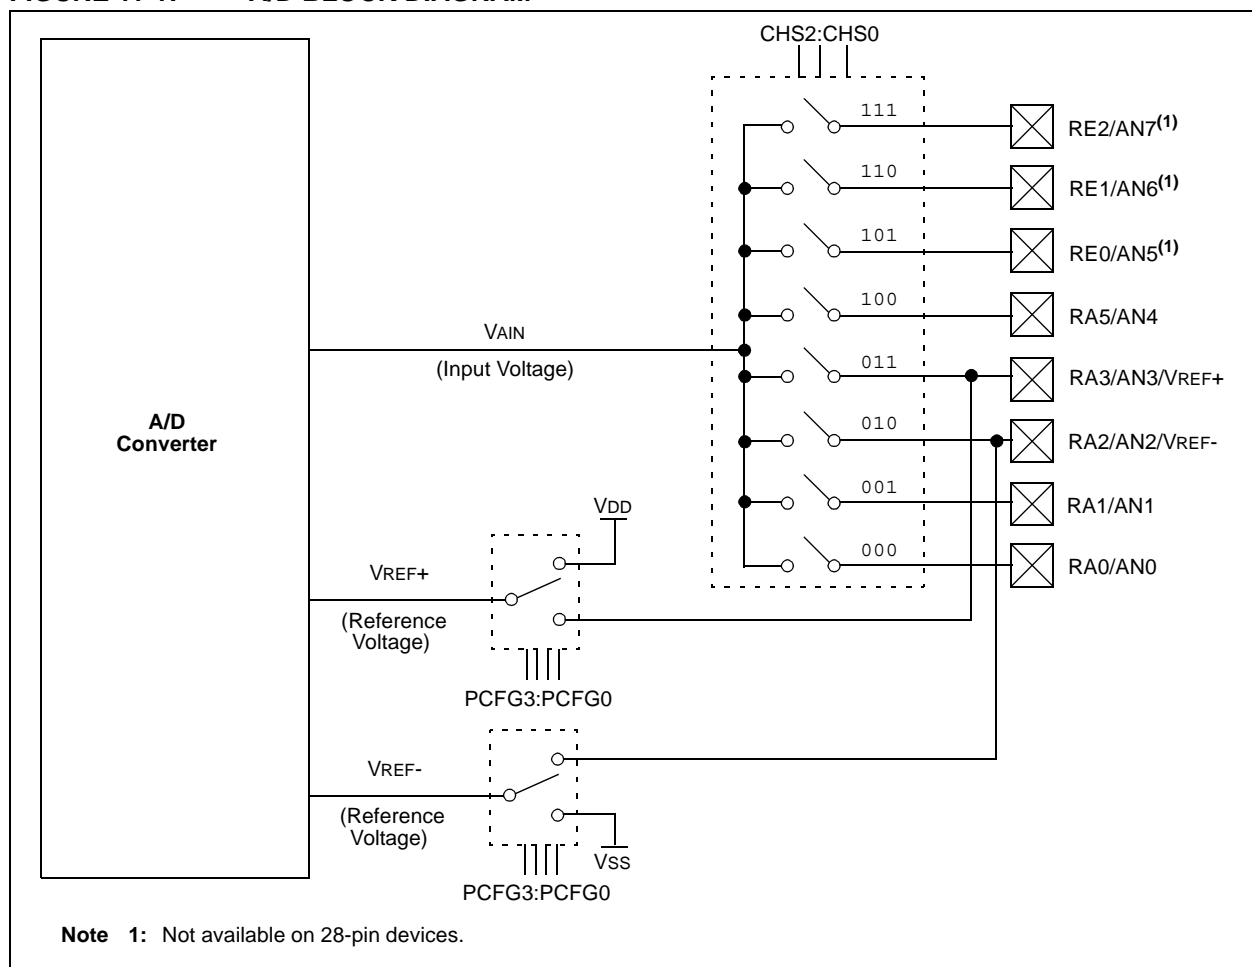 CHS2:CHS0
111
RE2/AN7(1)
110
RE1/AN6(1)
101
RE0/AN5(1)
100
RA5/AN4
VAIN
(Input Voltage)
011
RA3/AN3/VREF+
A/D
Converter
010
RA2/AN2/VREF-
001
RA1/AN1
VDD
000
RA0/AN0
VREF+
(Reference
Voltage)
PCFG3:PCFG0
VREF-
(Reference
Voltage)
VSS
PCFG3:PCFG0
Note 1: Not available on 28-pin devices.